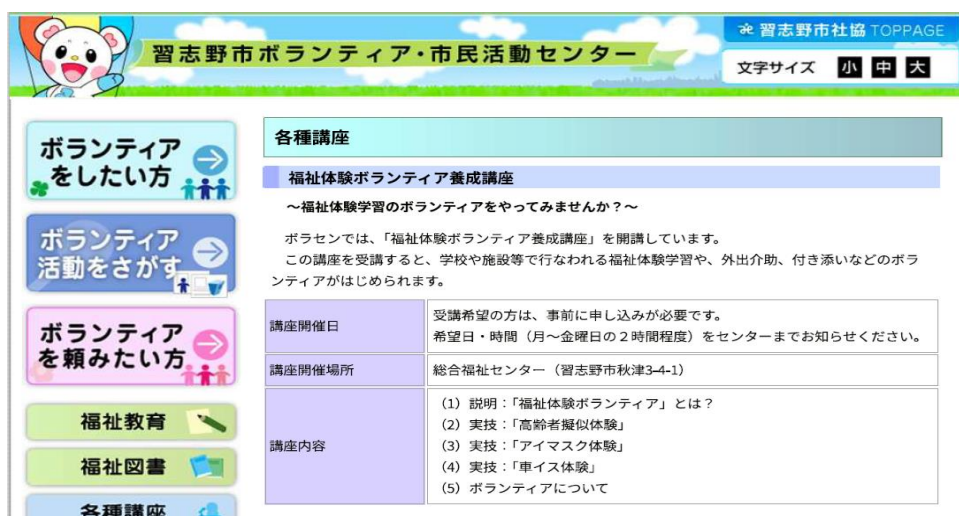 習志野市ボランティア・市民活動センター
習志野市社協 TOPPAGE
文字サイズ 小 中 大
ボランティア
をしたい方
ボランティア
活動をさがす
ボランティア
を頼みたい方
福祉教育
福祉図書
各種講座
各種講座
福祉体験ボランティア養成講座
～福祉体験学習のボランティアをやってみませんか？～
ボラセンでは、「福祉体験ボランティア養成講座」を開講しています。
この講座を受講すると、学校や施設等で行なわれる福祉体験学習や、外出介助、付き添いなどのボラ
ンティアがはじめられます。
講座開催日
受講希望の方は、事前に申し込みが必要です。
希望日・時間（月～金曜日の２時間程度）をセンターまでお知らせください。
講座開催場所
総合福祉センター（習志野市秋津3-4-1）
講座内容
（1）説明：「福祉体験ボランティア」とは？
（2）実技：「高齢者擬似体験」
（3）実技：「アイマスク体験」
（4）実技：「車イス体験」
（5）ボランティアについて